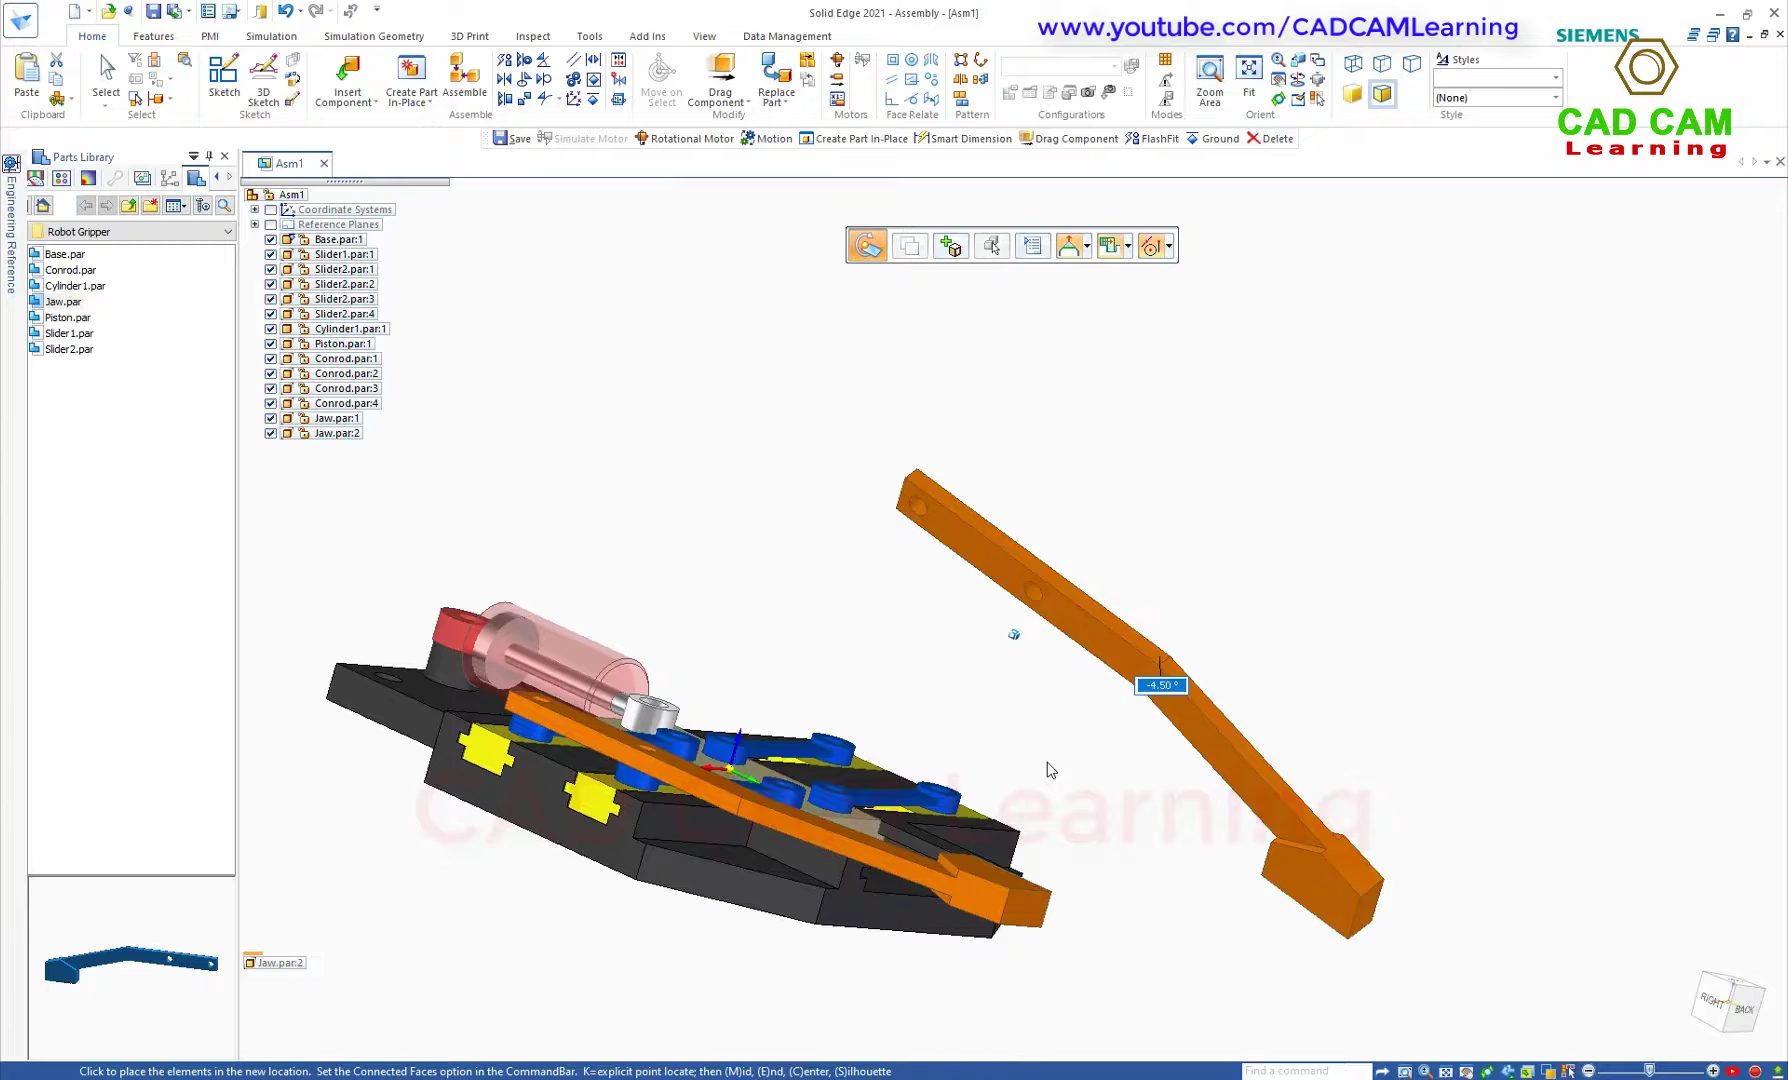 Solid Edge 2021 - Assembly - [Asm1]
www.youtube.com/CADCAMLearning
SIEMENS
Home
Features
PMI
Simulation
Simulation Geometry
3D Print
Inspect
Tools
Add Ins
View
Data Management
Paste
Select
Sketch
3D Sketch
Insert Component
Create Part In-Place
Assemble
Move on Select
Drag Component
Replace Part
Zoom Area
Fit
Styles
(None)
Clipboard
Select
Sketch
Assemble
Modify
Motors
Face Relate
Pattern
Configurations
Modes
Orient
Style
CAD CAM
Learning
Save
Simulate Motor
Rotational Motor
Motion
Create Part In-Place
Smart Dimension
Drag Component
FlashFit
Ground
Delete
Parts Library
Asm1
Engineering Reference
Robot Gripper
Base.par
Conrod.par
Cylinder1.par
Jaw.par
Piston.par
Slider1.par
Slider2.par
Asm1
Coordinate Systems
Reference Planes
Base.par:1
Slider1.par:1
Slider2.par:1
Slider2.par:2
Slider2.par:3
Slider2.par:4
Cylinder1.par:1
Piston.par:1
Conrod.par:1
Conrod.par:2
Conrod.par:3
Conrod.par:4
Jaw.par:1
Jaw.par:2
-4.50 °
Jaw.par:2
RIGHT
BACK
Click to place the elements in the new location. Set the Connected Faces option in the CommandBar. K=explicit point locate; then (M)id, (E)nd, (C)enter, (S)ilhouette
Find a command